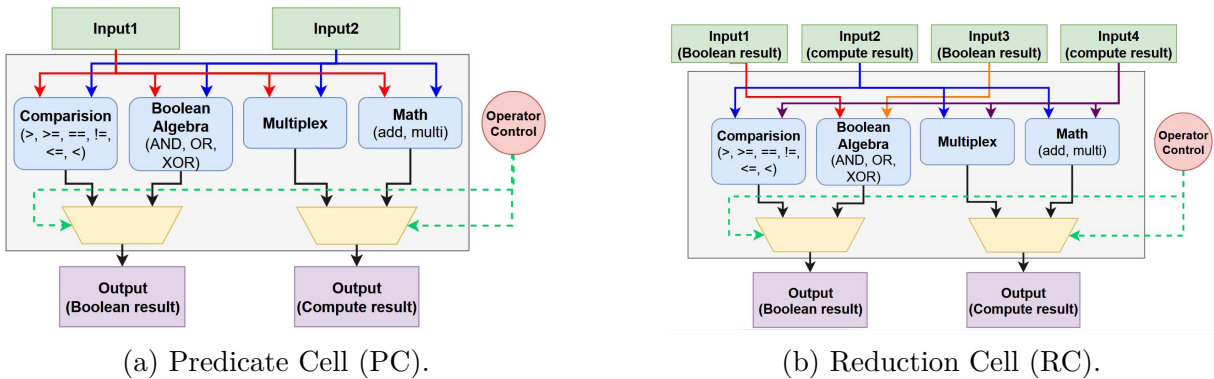 Input1
Input2
Comparision
(>, >=, ==, !=,
<=, <)
Boolean
Algebra
(AND, OR,
XOR)
Multiplex
Math
(add, multi)
Operator
Control
Output
(Boolean result)
Output
(Compute result)
(a) Predicate Cell (PC).
Input1
(Boolean result)
Input2
(compute result)
Input3
(Boolean result)
Input4
(compute result)
Comparision
(>, >=, ==, !=,
<=, <)
Boolean
Algebra
(AND, OR,
XOR)
Multiplex
Math
(add, multi)
Operator
Control
Output
(Boolean result)
Output
(Compute result)
(b) Reduction Cell (RC).